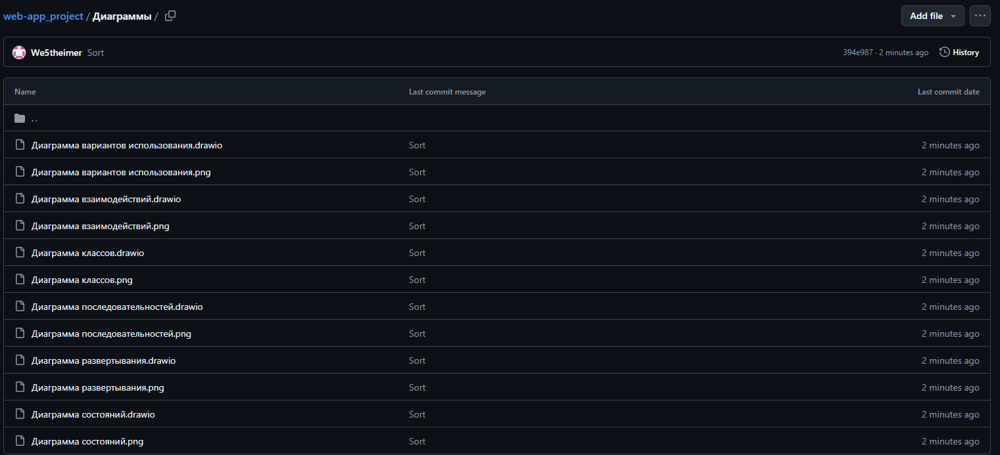 web-app_project / Диаграммы / Add file ...
We5theimer Sort 394e987 · 2 minutes ago History
Name Last commit message Last commit date
..
Диаграмма вариантов использования.drawio Sort 2 minutes ago
Диаграмма вариантов использования.png Sort 2 minutes ago
Диаграмма взаимодействий.drawio Sort 2 minutes ago
Диаграмма взаимодействий.png Sort 2 minutes ago
Диаграмма классов.drawio Sort 2 minutes ago
Диаграмма классов.png Sort 2 minutes ago
Диаграмма последовательностей.drawio Sort 2 minutes ago
Диаграмма последовательностей.png Sort 2 minutes ago
Диаграмма развертывания.drawio Sort 2 minutes ago
Диаграмма развертывания.png Sort 2 minutes ago
Диаграмма состояний.drawio Sort 2 minutes ago
Диаграмма состояний.png Sort 2 minutes ago